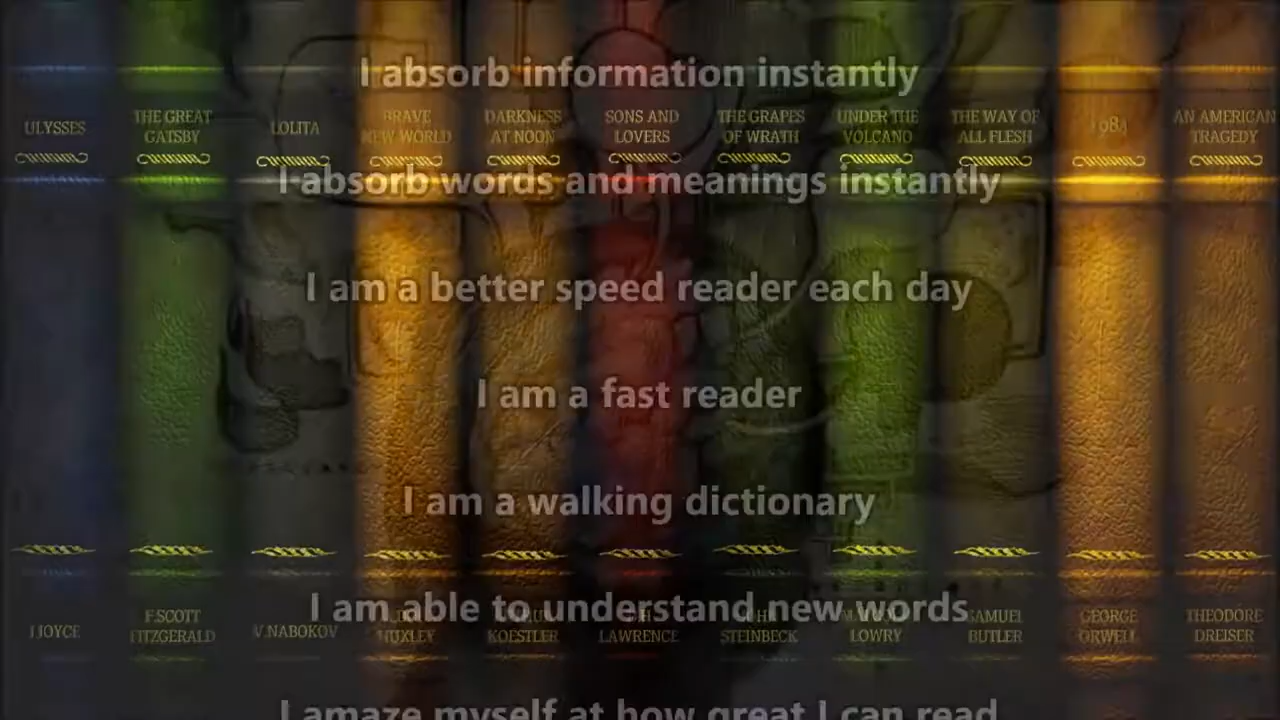 I absorb information instantly
ULYSSES
THE GREAT
GATSBY
LOLITA
BRAVE
NEW WORLD
DARKNESS
AT NOON
SONS AND
LOVERS
THE GRAPES
OF WRATH
UNDER THE
VOLCANO
THE WAY OF
ALL FLESH
1984
AN AMERICAN
TRAGEDY
I absorb words and meanings instantly
I am a better speed reader each day
I am a fast reader
I am a walking dictionary
I am able to understand new words
J.JOYCE
F.SCOTT
FITZGERALD
V.NABOKOV
HUXLEY
KOESTLER
LAWRENCE
STEINBECK
LOWRY
SAMUEL
BUTLER
GEORGE
ORWELL
THEODORE
DREISER
I amaze myself at how great I can read